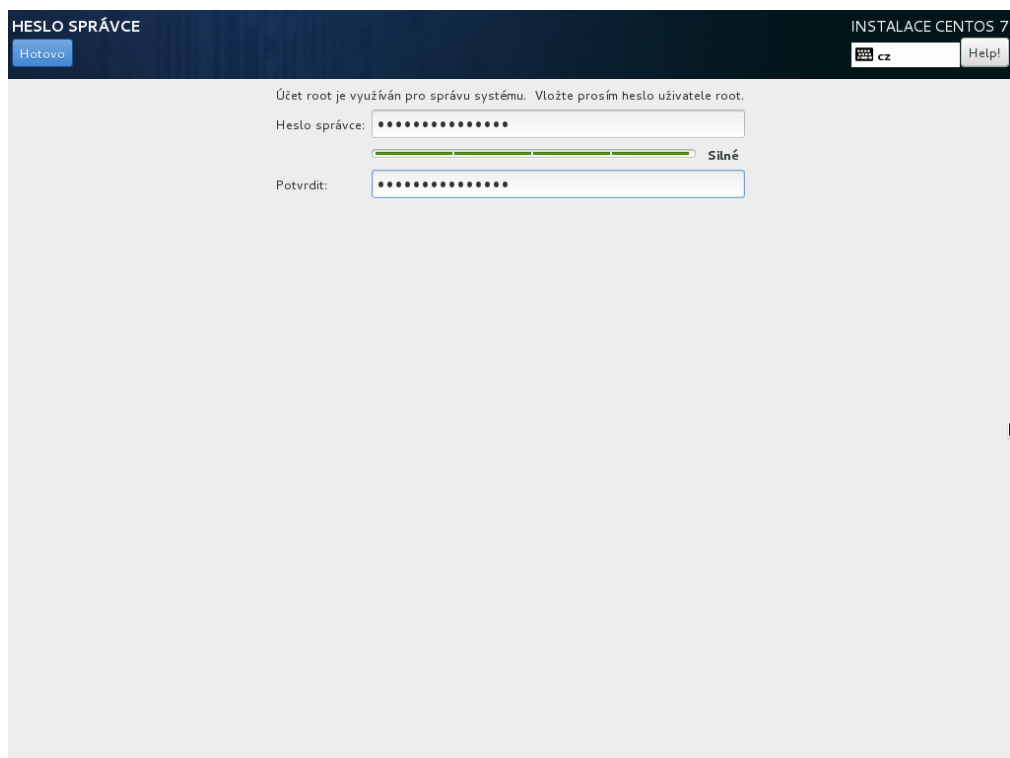 HESLO SPRÁVCE
INSTALACE CENTOS 7
Hotovo
cz
Help!
Účet root je využíván pro správu systému. Vložte prosím heslo uživatele root.
Heslo správce: •••••••••••••••
Silné
Potvrdit: •••••••••••••••